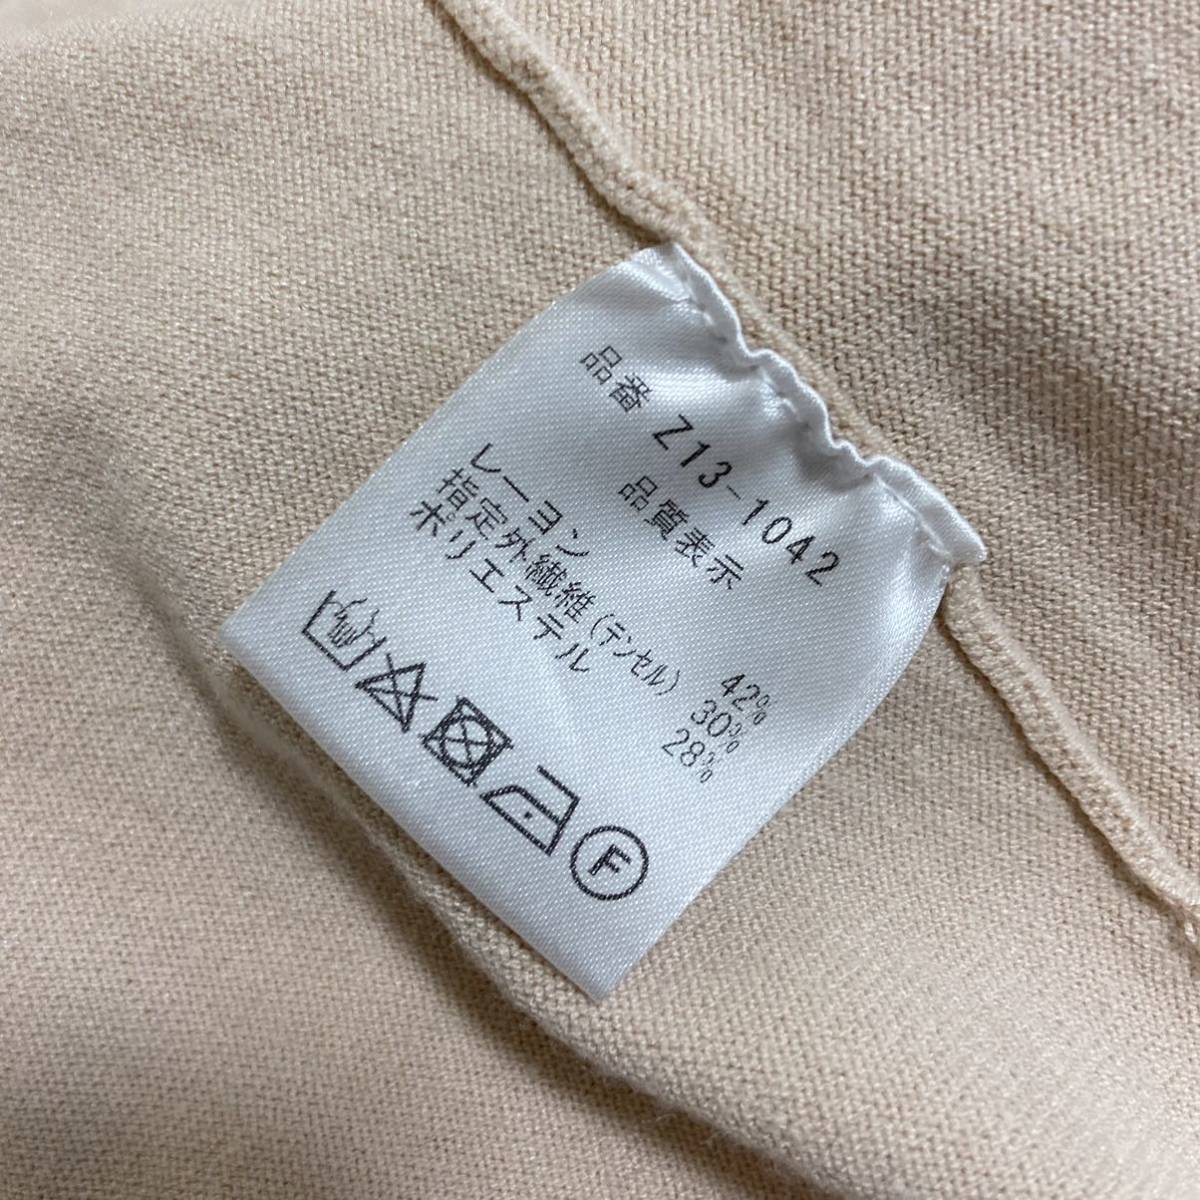 品番 Z13-1042
品質表示
レーヨン 42%
指定外繊維(テンセル) 30%
ポリエステル 28%
F